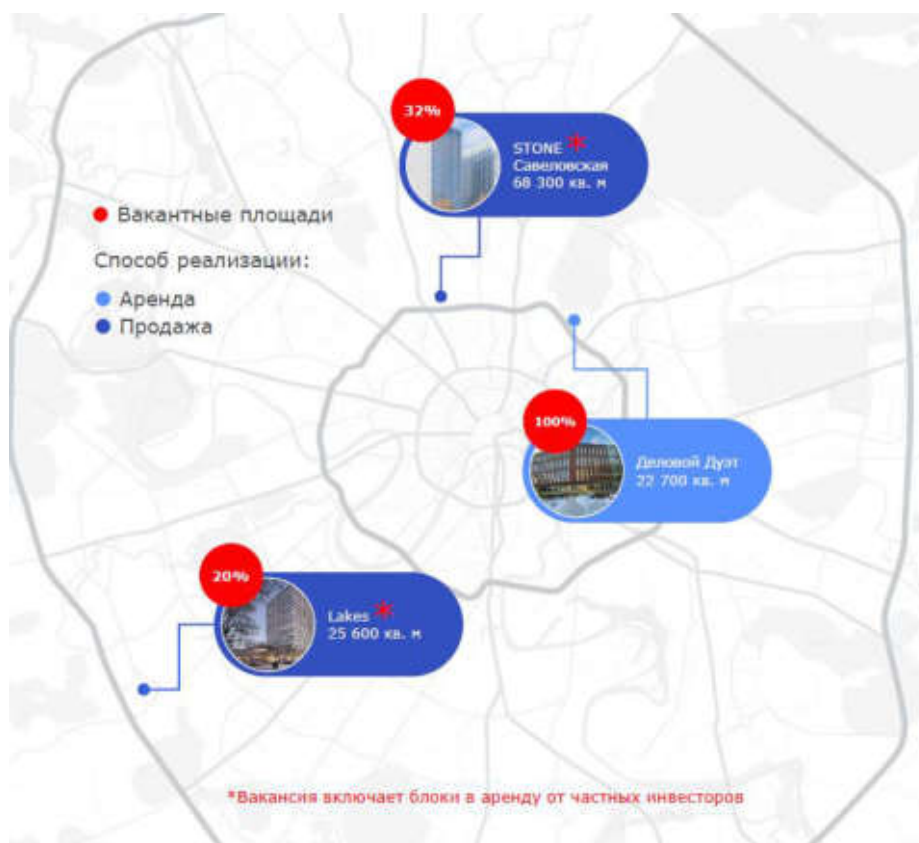 32%
STONE *
Савеловская
68 300 кв. м
Вакантные площади
Способ реализации:
Аренда
Продажа
100%
Деловой Дуэт
22 700 кв. м
20%
Lakes *
25 600 кв. м
*Вакансия включает блоки в аренду от частных инвесторов